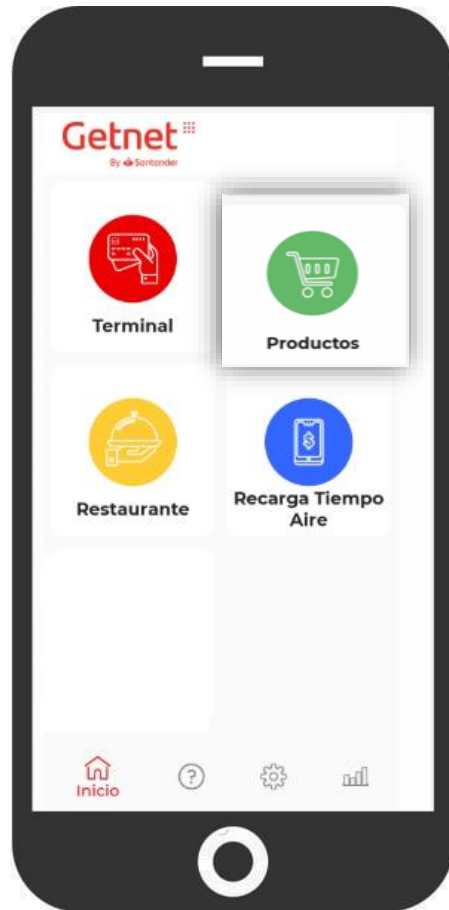 Getnet
By Santander
Terminal
Productos
Restaurante
Recarga Tiempo
Aire
Inicio